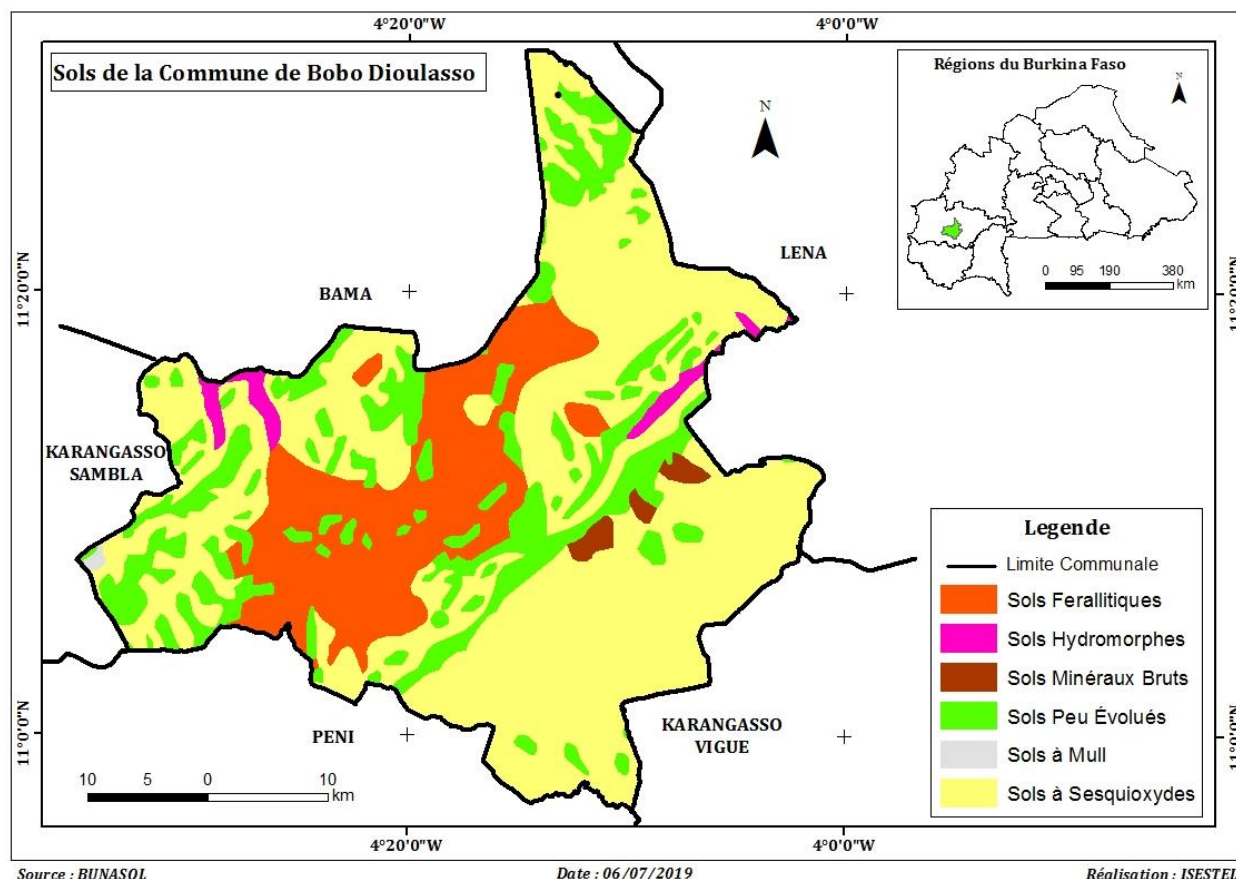 4°20'0"W
4°0'0"W
Sols de la Commune de Bobo Dioulasso
N
Régions du Burkina Faso
N
0 95 190 380
km
LENA
BAMA
11°20'0"N
KARANGASSO
SAMBLA
Legende
Limite Communale
Sols Ferallitiques
Sols Hydromorphes
Sols Minéraux Bruts
Sols Peu Évolués
Sols à Mull
Sols à Sesquioxydes
PENI
KARANGASSO
VIGUE
11°0'0"N
11°0'0"N
10 5 0 10
km
4°20'0"W
4°0'0"W
Source : BUNASOL
Date : 06/07/2019